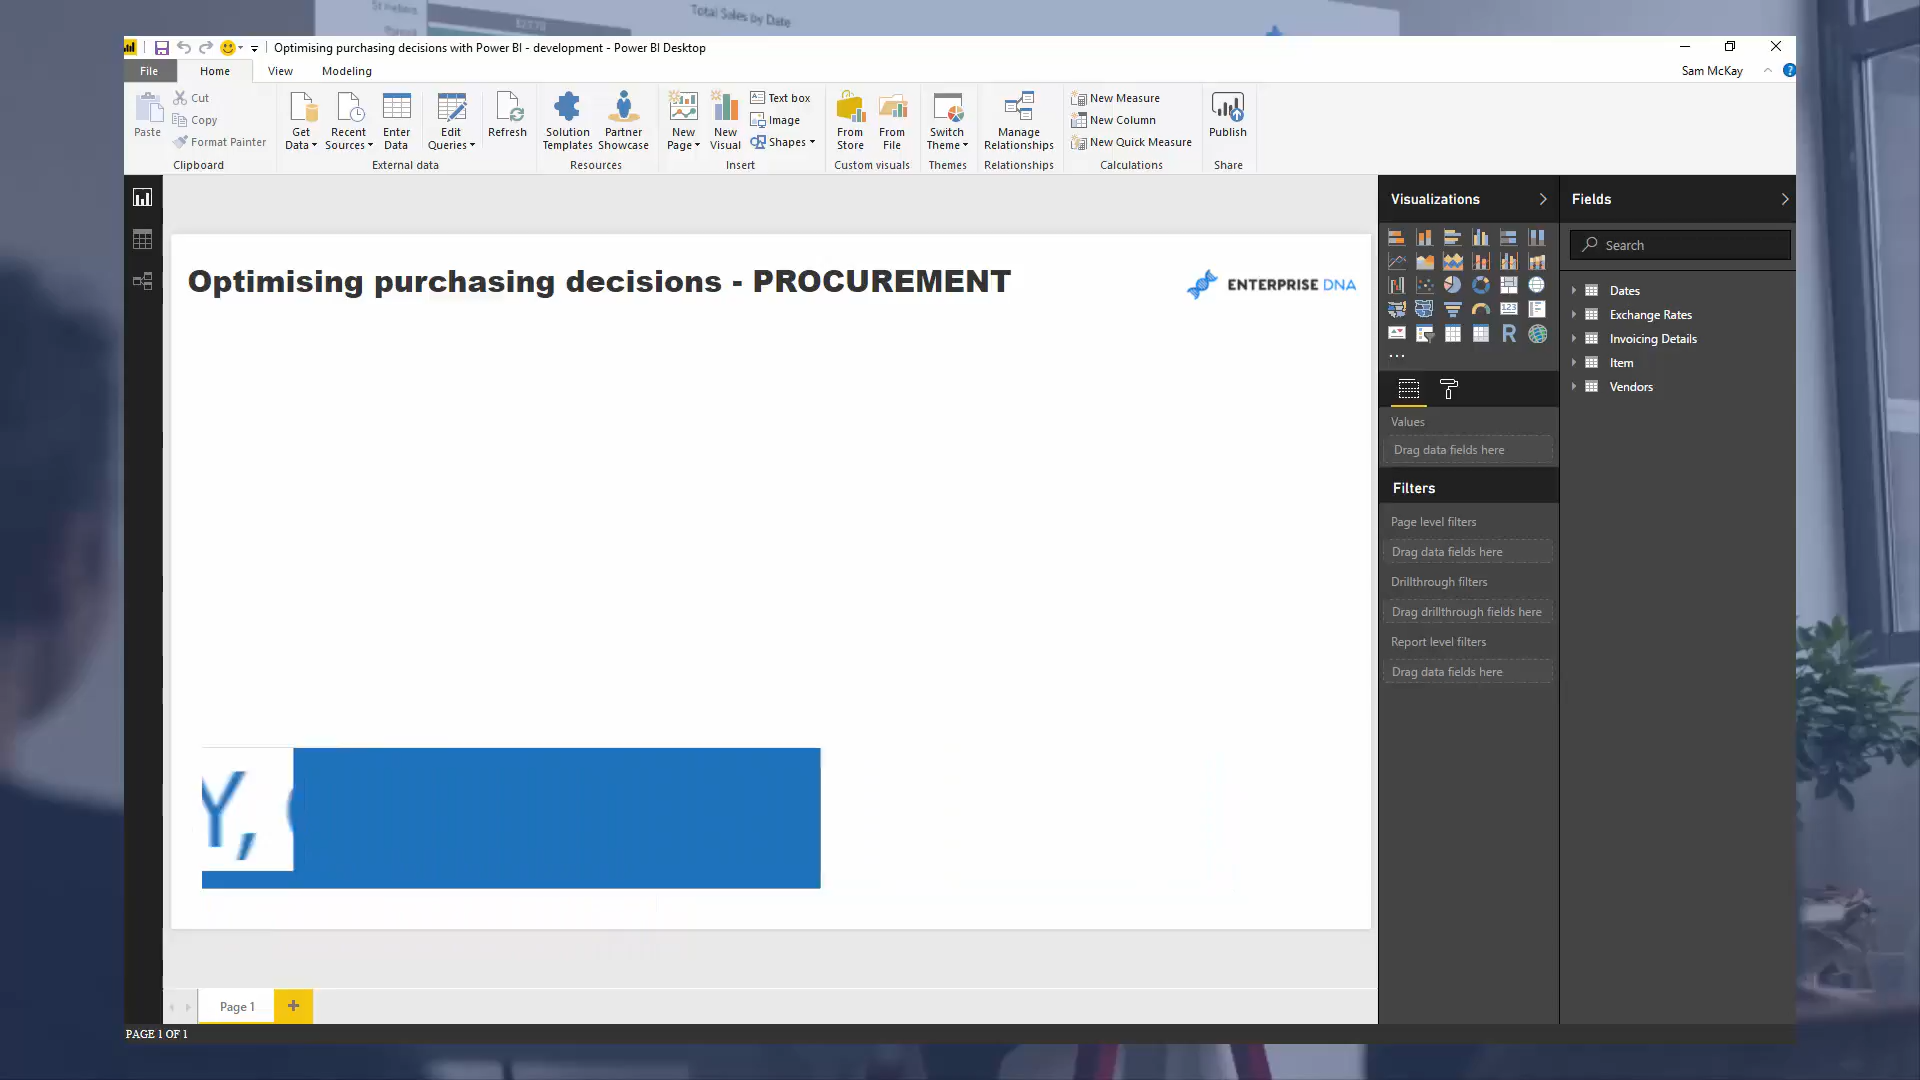 Total Sales by Date
Optimising purchasing decisions with Power BI - development - Power BI Desktop
File Home View Modeling Sam McKay ?
Paste
Cut
Copy
Format Painter
Clipboard
Get Data
Recent Sources
Enter Data
Edit Queries
Refresh
External data
Solution Templates
Partner Showcase
Resources
New Page
New Visual
Text box
Image
Shapes
Insert
From Store
From File
Custom visuals
Switch Theme
Themes
Manage Relationships
Relationships
New Measure
New Column
New Quick Measure
Calculations
Publish
Share
Optimising purchasing decisions - PROCUREMENT
ENTERPRISE DNA
Y,
Visualizations
123
R
Values
Drag data fields here
Filters
Page level filters
Drag data fields here
Drillthrough filters
Drag drillthrough fields here
Report level filters
Drag data fields here
Fields
Search
Dates
Exchange Rates
Invoicing Details
Item
Vendors
Page 1 +
PAGE 1 OF 1